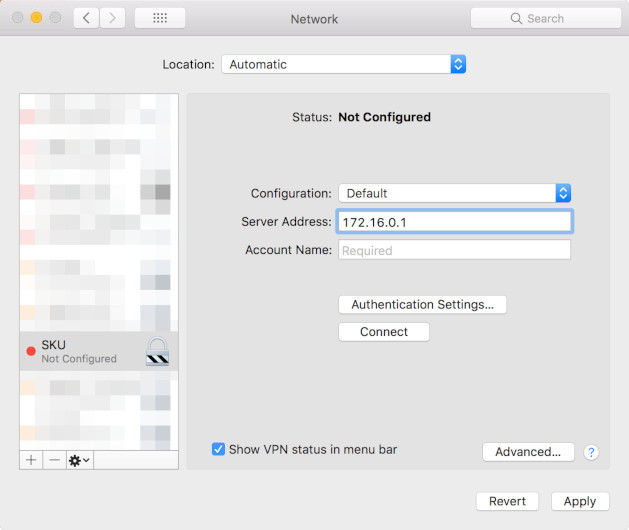 Network
Search
Location: Automatic
Status: Not Configured
Configuration: Default
Server Address: 172.16.0.1
Account Name: Required
Authentication Settings...
Connect
SKU
Not Configured
Show VPN status in menu bar
Advanced... ?
Revert Apply